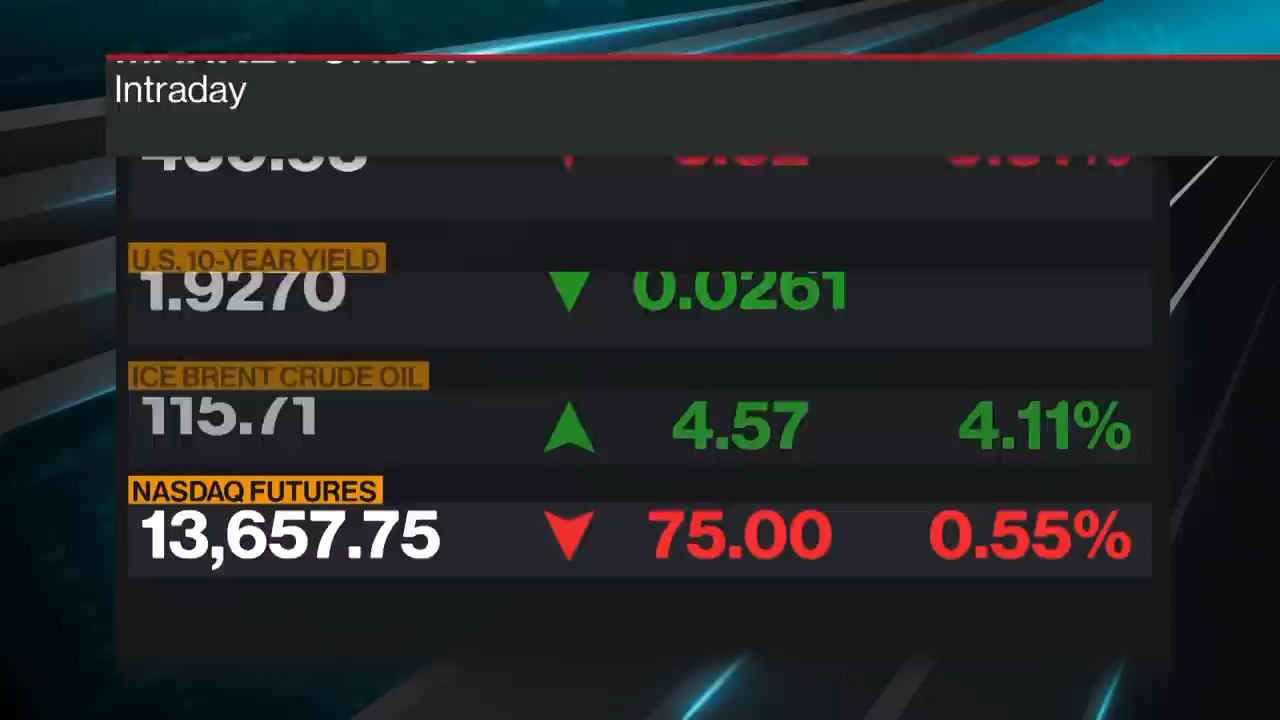 Intraday
U.S. 10-YEAR YIELD
1.9270 0.0261
ICE BRENT CRUDE OIL
115.71 4.57 4.11%
NASDAQ FUTURES
13,657.75 75.00 0.55%